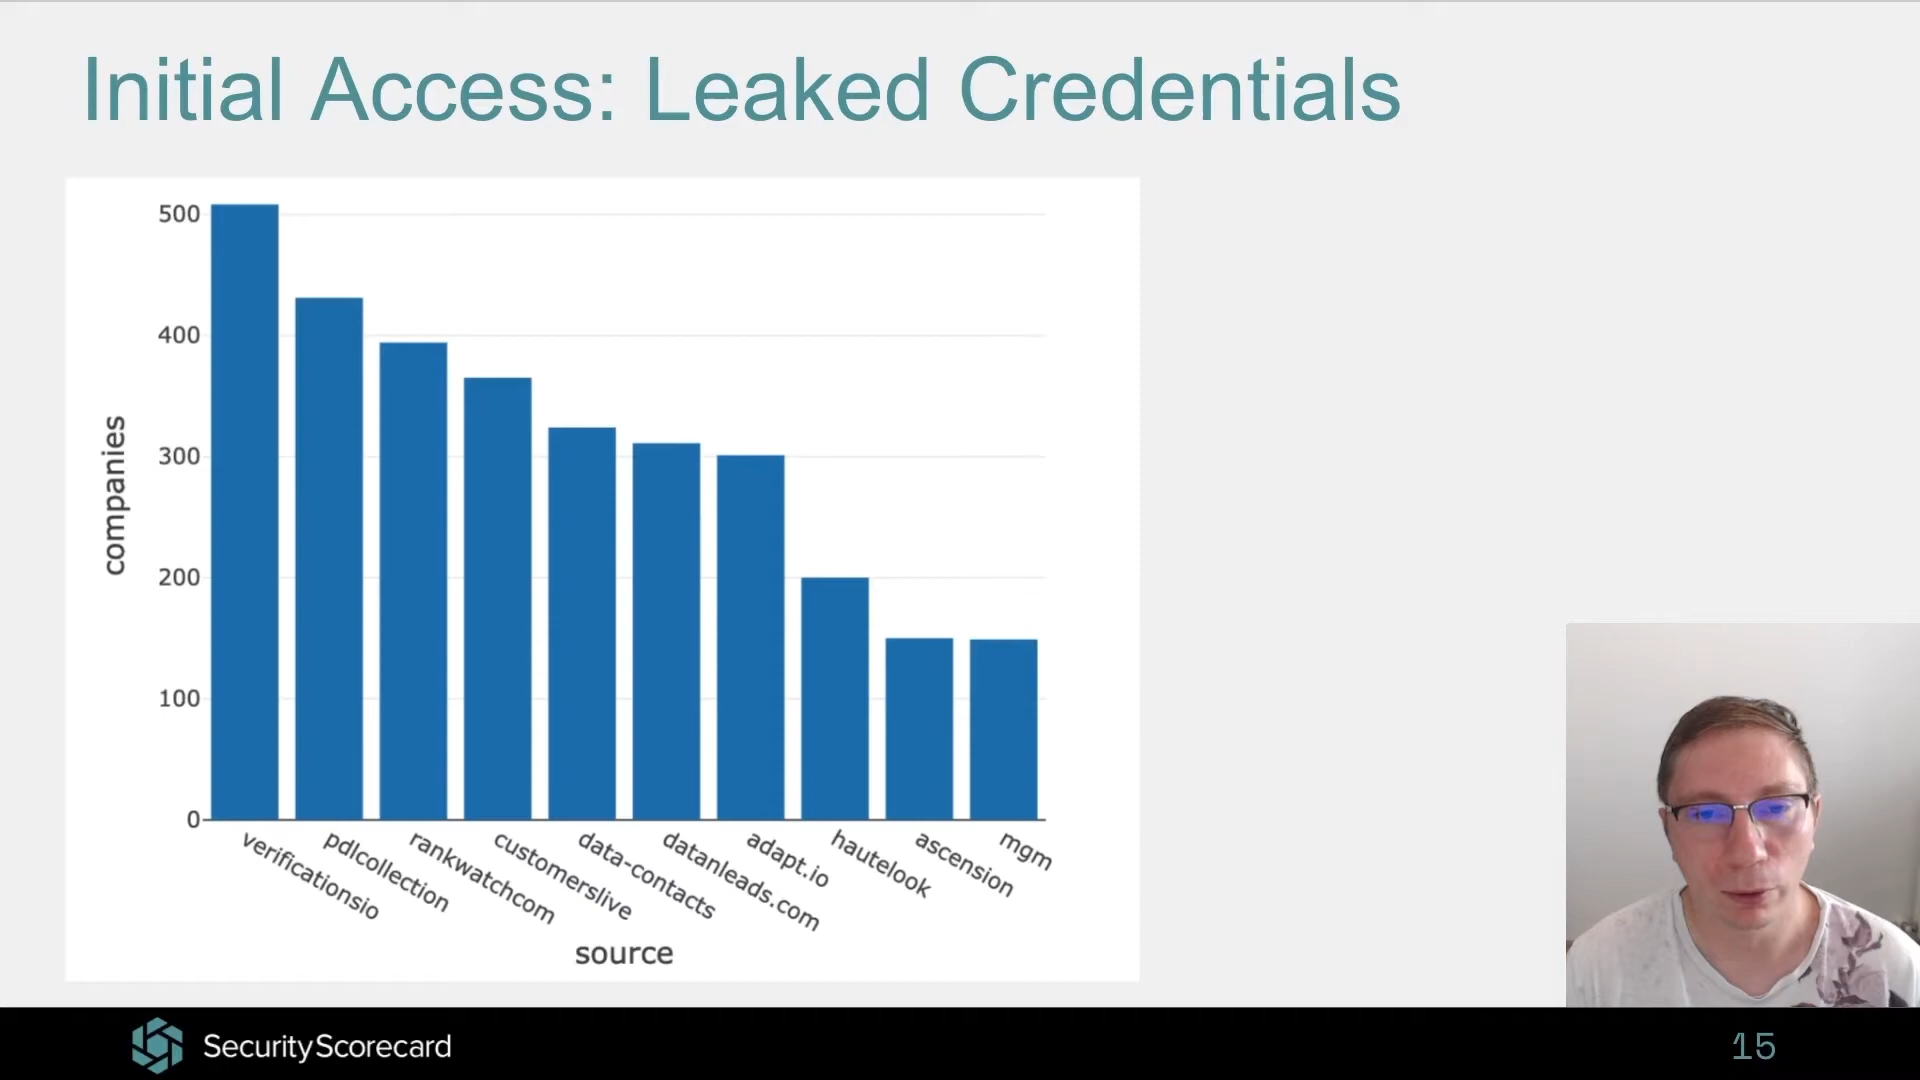 Initial Access: Leaked Credentials
500
400
300
200
100
0
companies
verificationsio
pdlcollection
rankwatchcom
customerslive
data-contacts
datanleads.com
adapt.io
hautelook
ascension
mgm
source
SecurityScorecard
15